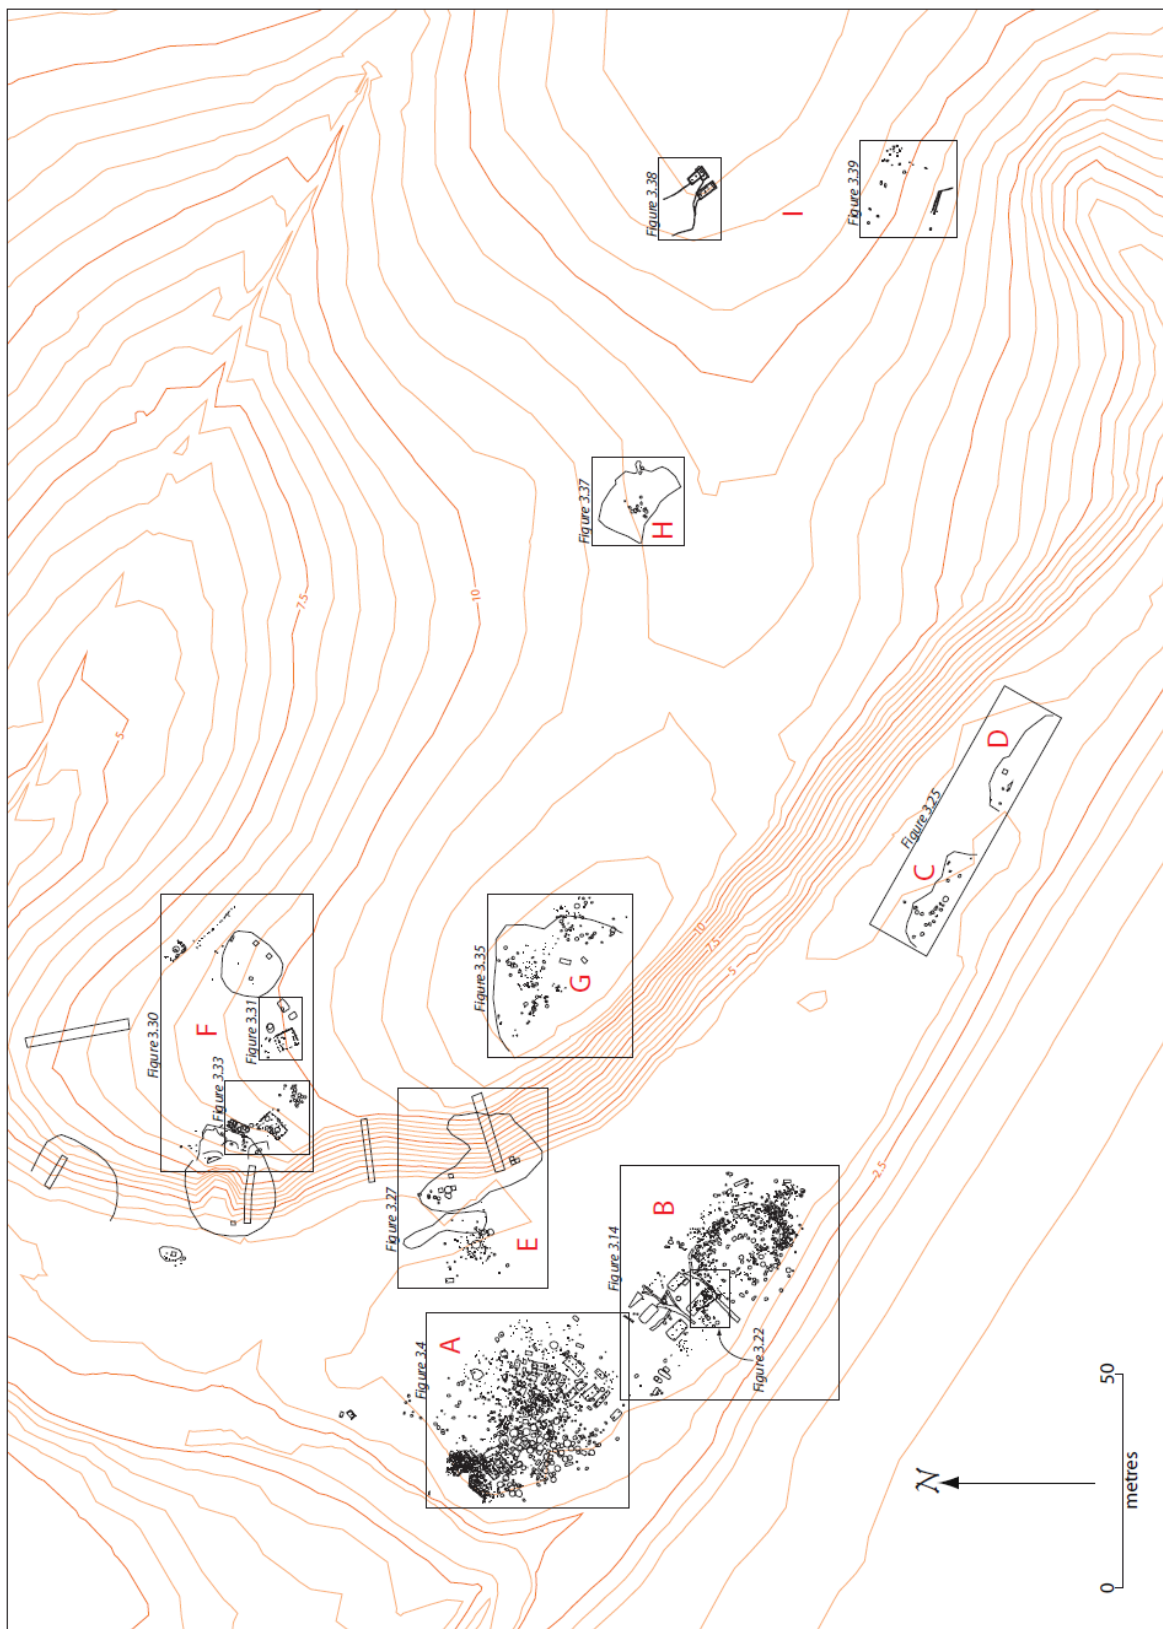 Figure 3.38
Figure 3.39
I
Figure 3.37
H
7.5
10
5
Figure 3.30
F
Figure 3.31
Figure 3.33
Figure 3.35
G
10
7.5
5
Figure 3.25
C
D
Figure 3.27
E
Figure 3.14
B
2.5
Figure 3.22
Figure 3.4
A
N
0
50
metres